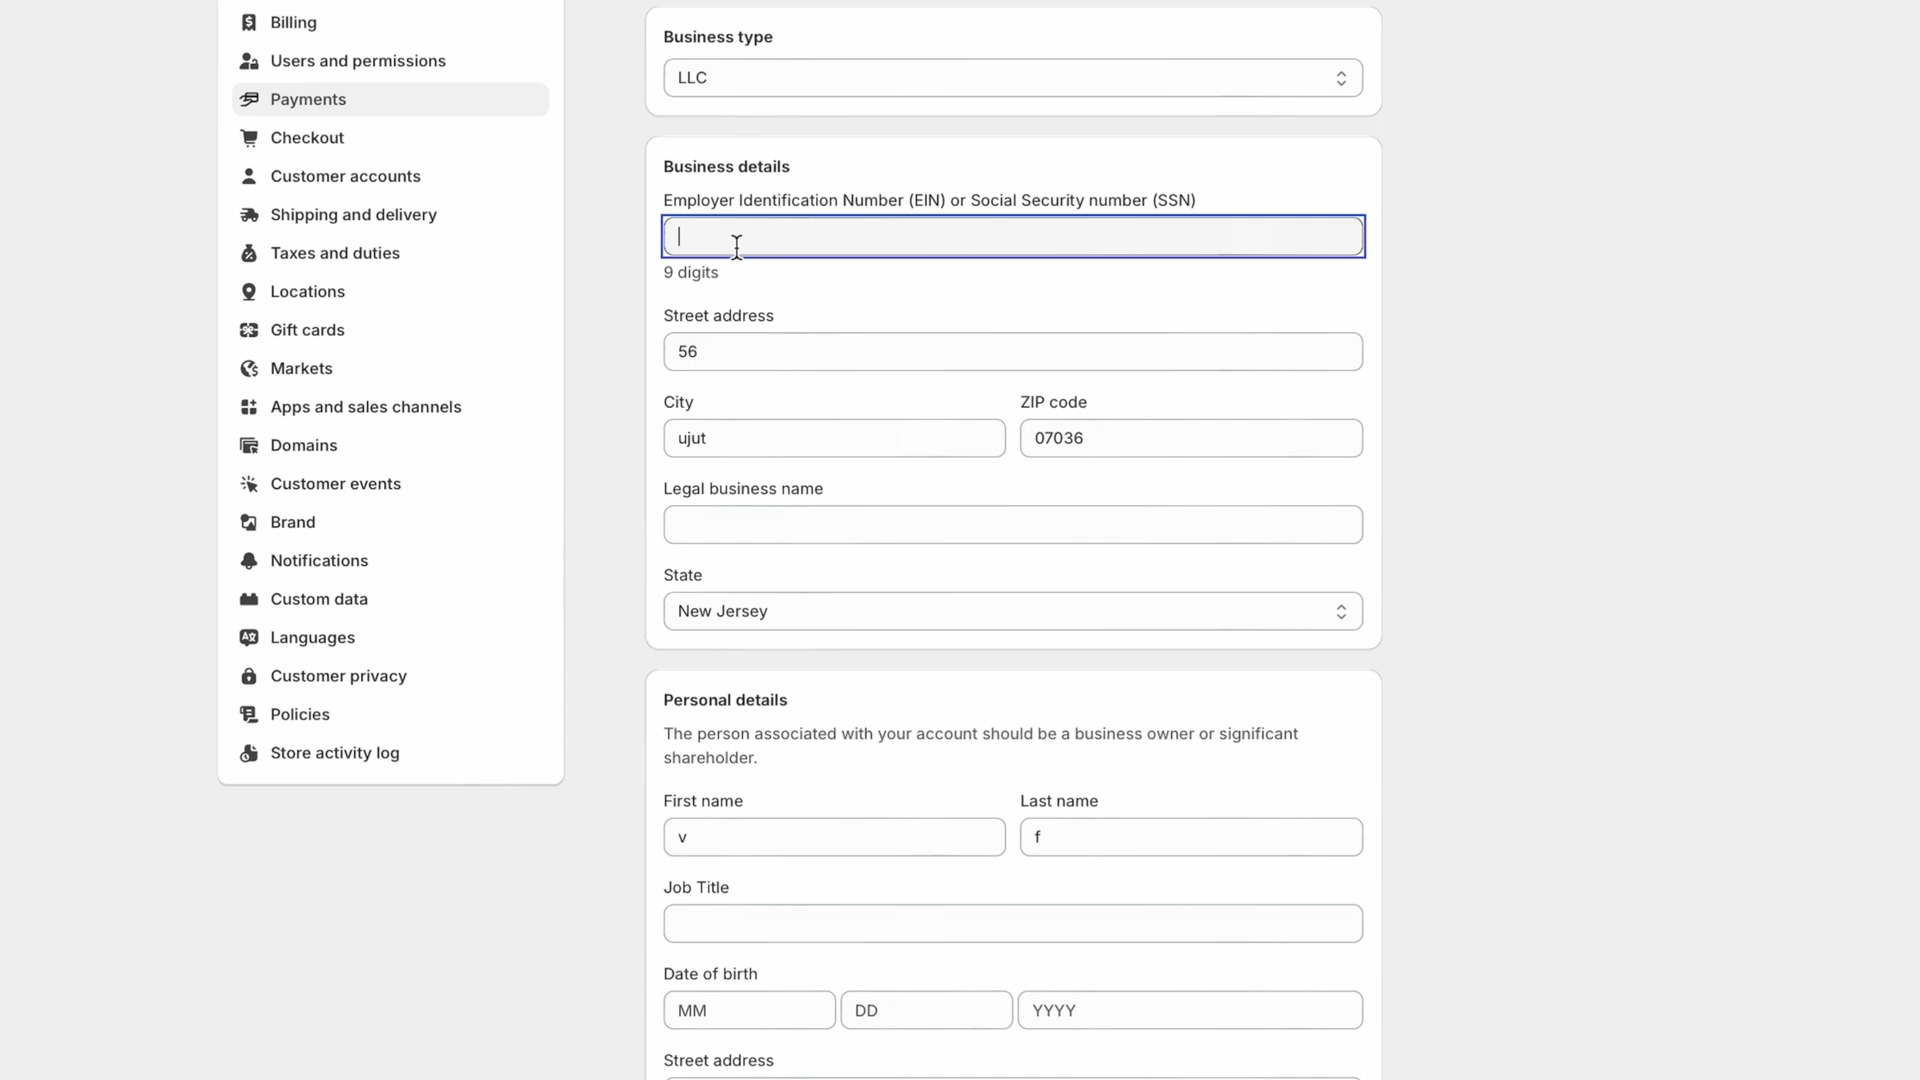 Billing
Users and permissions
Payments
Checkout
Customer accounts
Shipping and delivery
Taxes and duties
Locations
Gift cards
Markets
Apps and sales channels
Domains
Customer events
Brand
Notifications
Custom data
Languages
Customer privacy
Policies
Store activity log
Business type
LLC
Business details
Employer Identification Number (EIN) or Social Security number (SSN)
9 digits
Street address
56
City
ZIP code
ujut
07036
Legal business name
State
New Jersey
Personal details
The person associated with your account should be a business owner or significant
shareholder.
First name
Last name
v
f
Job Title
Date of birth
MM
DD
YYYY
Street address